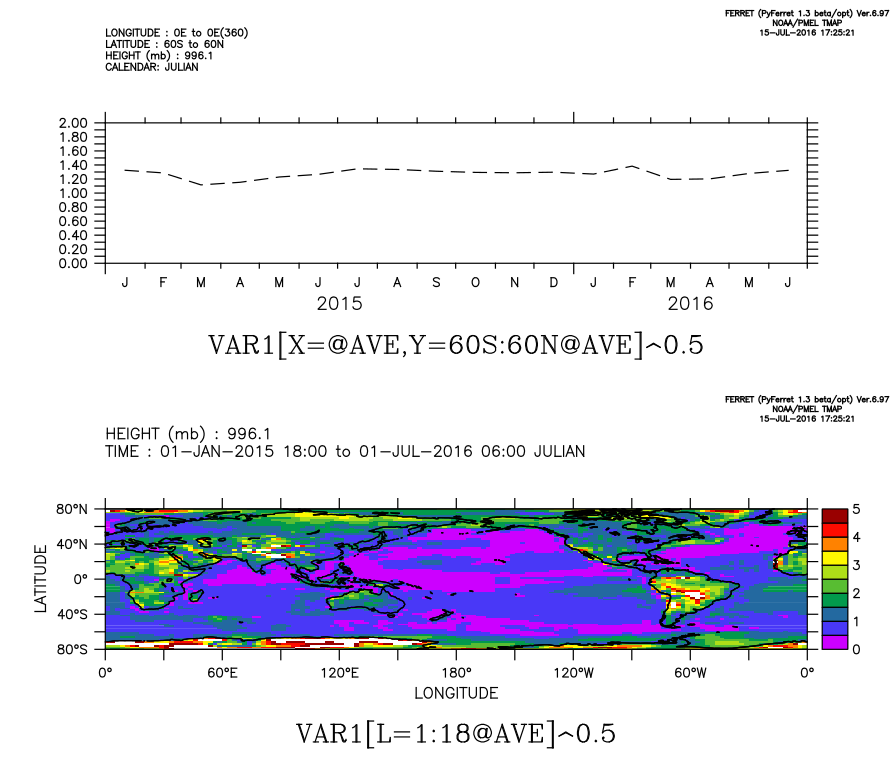 FERRET (PyFerret 1.3 beta/opt) Ver.6.97
NOAA/PMEL TMAP
15-JUL-2016 17:25:21
LONGITUDE : 0E to 0E(360)
LATITUDE : 60S to 60N
HEIGHT (mb) : 996.1
CALENDAR: JULIAN
2.00
1.80
1.60
1.40
1.20
1.00
0.80
0.60
0.40
0.20
0.00
J F M A M J J A S O N D J F M A M J
2015 2016
VAR1[X=@AVE,Y=60S:60N@AVE]^0.5
FERRET (PyFerret 1.3 beta/opt) Ver.6.97
NOAA/PMEL TMAP
15-JUL-2016 17:25:21
HEIGHT (mb) : 996.1
TIME : 01-JAN-2015 18:00 to 01-JUL-2016 06:00 JULIAN
LATITUDE
80°N
40°N
0°
40°S
80°S
5
4
3
2
1
0
0° 60°E 120°E 180° 120°W 60°W 0°
LONGITUDE
VAR1[L=1:18@AVE]^0.5